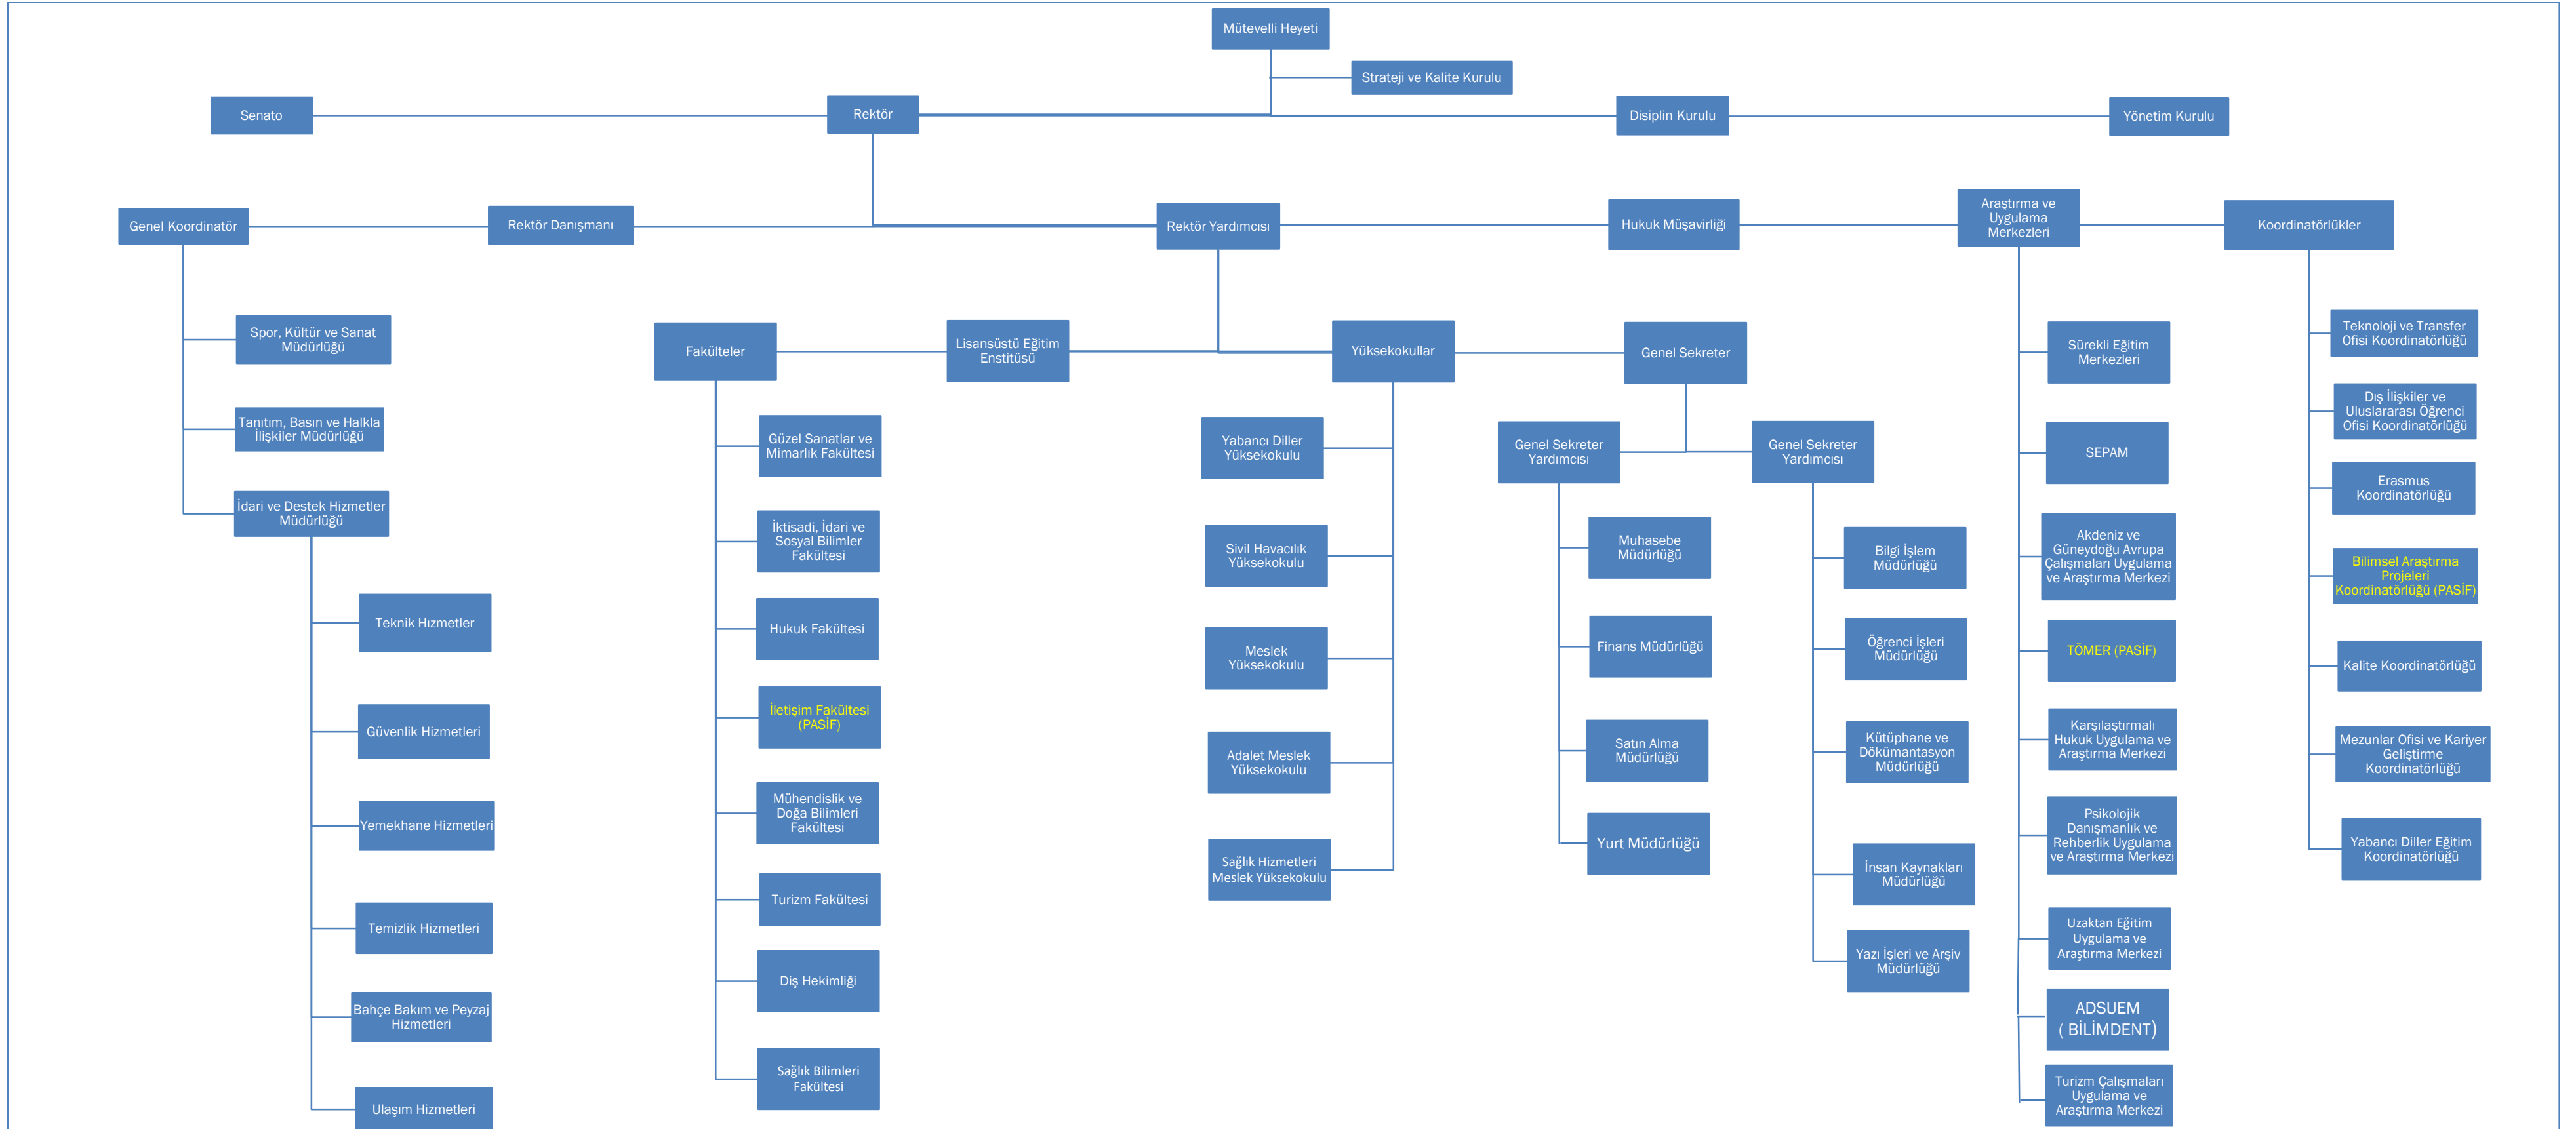 Mütevelli Heyeti
Strateji ve Kalite Kurulu
Senato
Rektör
Disiplin Kurulu
Yönetim Kurulu
Genel Koordinatör
Rektör Danışmanı
Rektör Yardımcısı
Hukuk Müşavirliği
Araştırma ve
Uygulama
Merkezleri
Koordinatörlükler
Spor, Kültür ve Sanat
Müdürlüğü
Tanıtım, Basın ve Halkla
İlişkiler Müdürlüğü
İdari ve Destek Hizmetler
Müdürlüğü
Teknik Hızmetler
Güvenlik Hizmetleri
Yemekhane Hizmetleri
Temizlik Hizmetleri
Bahçe Bakım ve Peyzaj
Hizmetleri
Ulaşım Hizmetleri
Fakülteler
Güzel Sanatlar ve
Mimarlık Fakültesi
İktisadi, İdari ve
Sosyal Bilimler
Fakültesi
Hukuk Fakültesi
İletişim Fakültesi
(PASİF)
Mühendislik ve
Doğa Bilimleri
Fakültesi
Turizm Fakültesi
Diş Hekimliği
Sağlık Bilimleri
Fakültesi
Lisansüstü Eğitim
Enstitüsü
Yüksekokullar
Yabancı Diller
Yüksekokulu
Sivil Havacılık
Yüksekokulu
Meslek
Yüksekokulu
Adalet Meslek
Yüksekokulu
Sağlık Hizmetleri
Meslek Yüksekokulu
Genel Sekreter
Genel Sekreter
Yardımcısı
Muhasebe
Müdürlüğü
Finans Müdürlüğü
Satın Alma
Müdürlüğü
Yurt Müdürlüğü
Genel Sekreter
Yardımcısı
Bilgi İşlem
Müdürlüğü
Öğrenci İşleri
Müdürlüğü
Kütüphane ve
Dökümantasyon
Müdürlüğü
İnsan Kaynakları
Müdürlüğü
Yazı İşleri ve Arşiv
Müdürlüğü
Sürekli Eğitim
Merkezleri
SEPAM
Akdeniz ve
Güneydoğu Avrupa
Çalışmaları Uygulama
ve Araştırma Merkezi
TÖMER (PASİF)
Karşılaştırmalı
Hukuk Uygulama ve
Araştırma Merkezi
Psikolojik
Danışmanlık ve
Rehberlik Uygulama
ve Araştırma Merkezi
Uzaktan Eğitim
Uygulama ve
Araştırma Merkezi
ADSUEM
( BİLİMDENT)
Turizm Çalışmaları
Uygulama ve
Araştırma Merkezi
Teknoloji ve Transfer
Ofisi Koordinatörlüğü
Dış İlişkiler ve
Uluslararası Öğrenci
Ofisi Koordinatörlüğü
Erasmus
Koordinatörlüğü
Bilimsel Araştırma
Projeleri
Koordinatörlüğü (PASİF)
Kalite Koordinatörlüğü
Mezunlar Ofisi ve Kariyer
Geliştirme
Koordinatörlüğü
Yabancı Diller Eğitim
Koordinatörlüğü